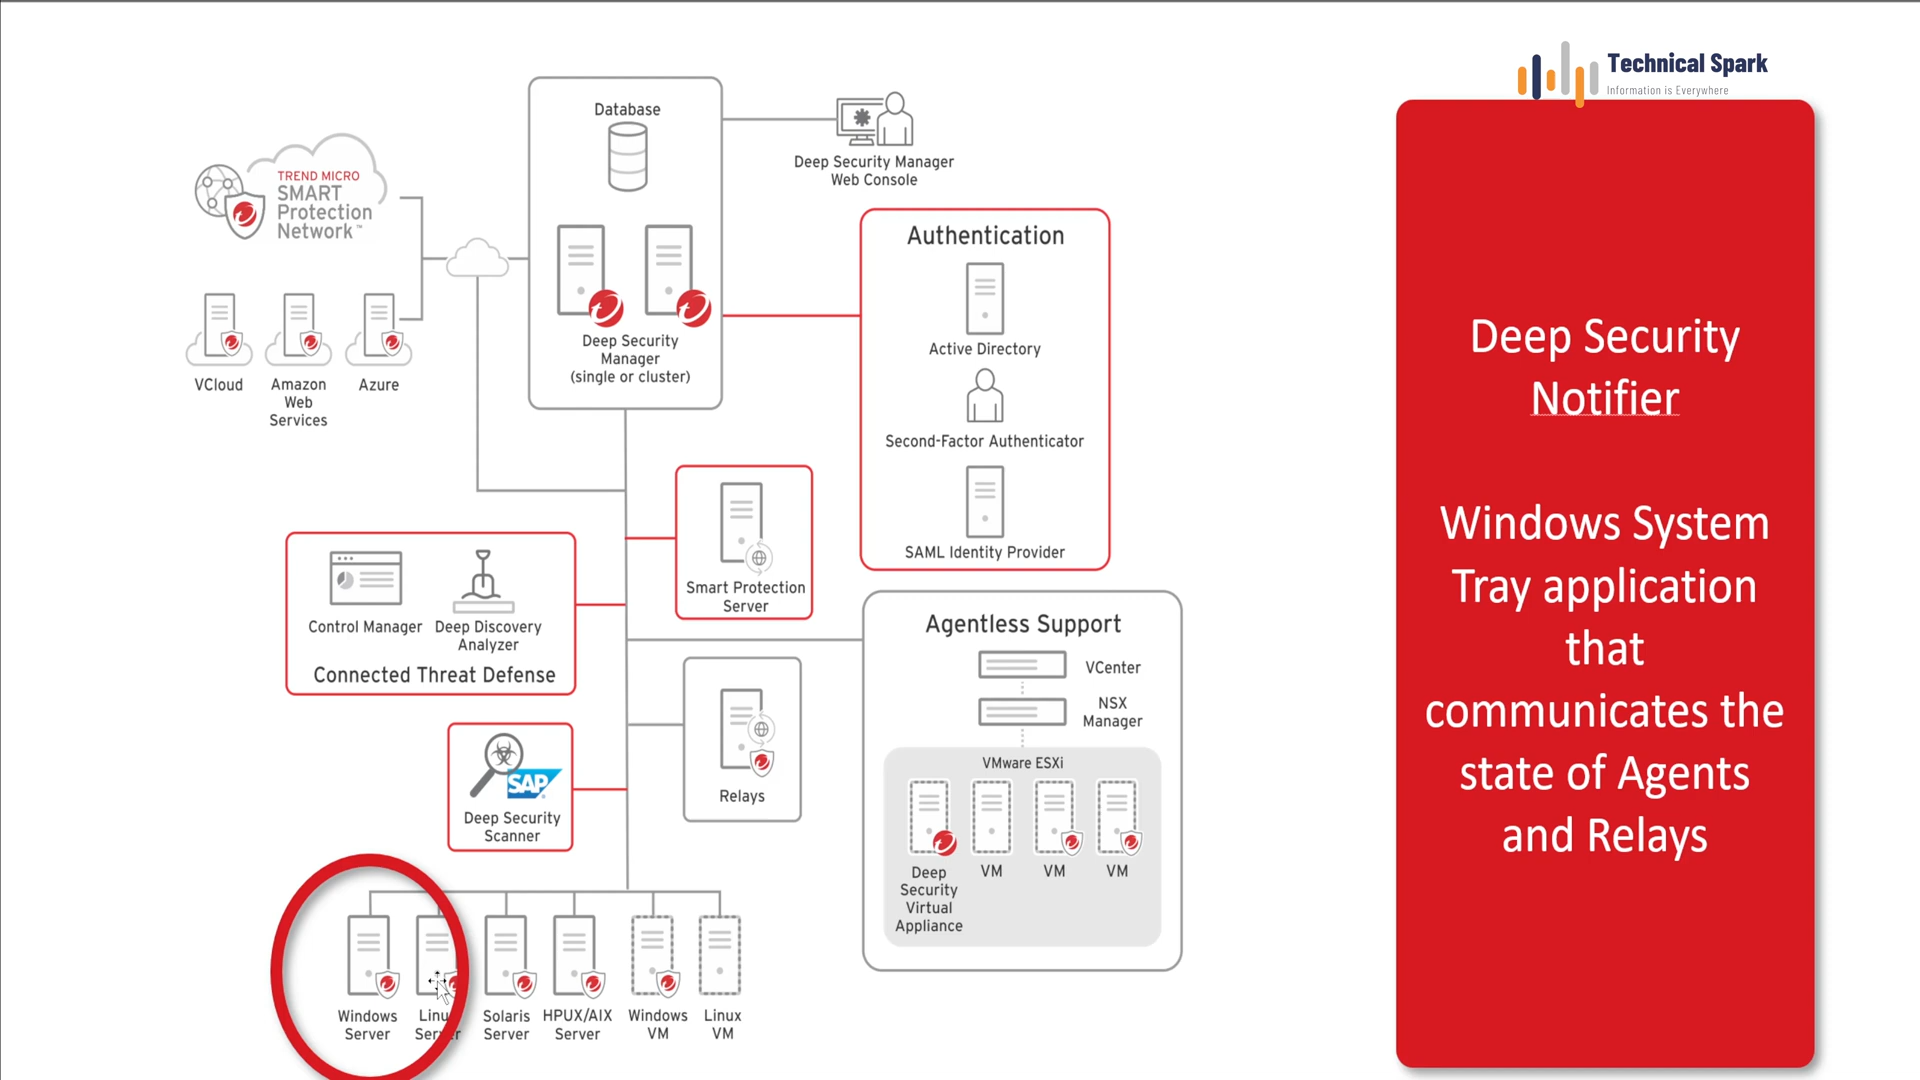 Technical Spark
Information is Everywhere
Database
Deep Security Manager
Web Console
TREND MICRO
SMART
Protection
Network™
Deep Security
Manager
(single or cluster)
VCloud
Amazon
Web
Services
Azure
Authentication
Active Directory
Second-Factor Authenticator
SAML Identity Provider
Smart Protection
Server
Control Manager
Deep Discovery
Analyzer
Connected Threat Defense
Agentless Support
VCenter
NSX
Manager
VMware ESXi
Deep
Security
Virtual
Appliance
VM
VM
VM
Relays
SAP
Deep Security
Scanner
Windows
Server
Linu
Server
Solaris
Server
HPUX/AIX
Server
Windows
VM
Linux
VM
Deep Security
Notifier
Windows System
Tray application
that
communicates the
state of Agents
and Relays